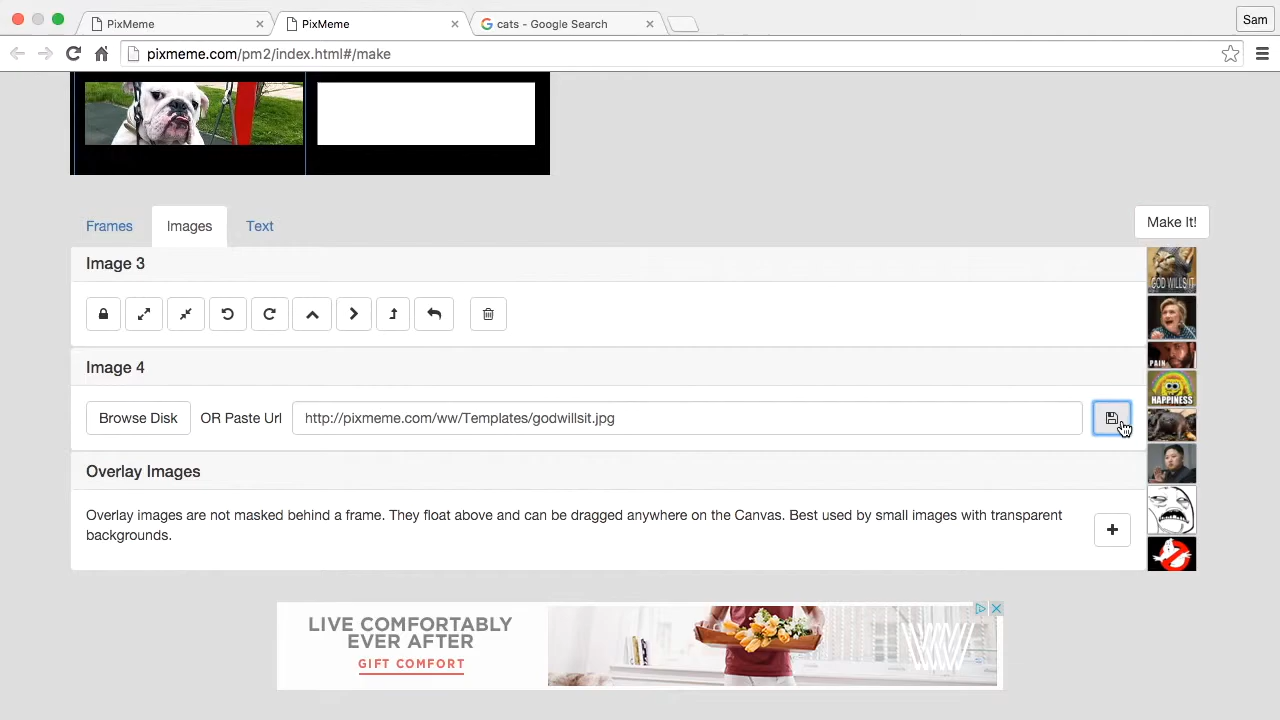 PixMeme
PixMeme
cats - Google Search
Sam
pixmeme.com/pm2/index.html#/make
Frames
Images
Text
Make It!
Image 3
GOD WILLS IT
Image 4
PAIN
Browse Disk
OR Paste Url
http://pixmeme.com/ww/Templates/godwillsit.jpg
HAPPINESS
Overlay Images
Overlay images are not masked behind a frame. They float above and can be dragged anywhere on the Canvas. Best used by small images with transparent
backgrounds.
LIVE COMFORTABLY
EVER AFTER
GIFT COMFORT